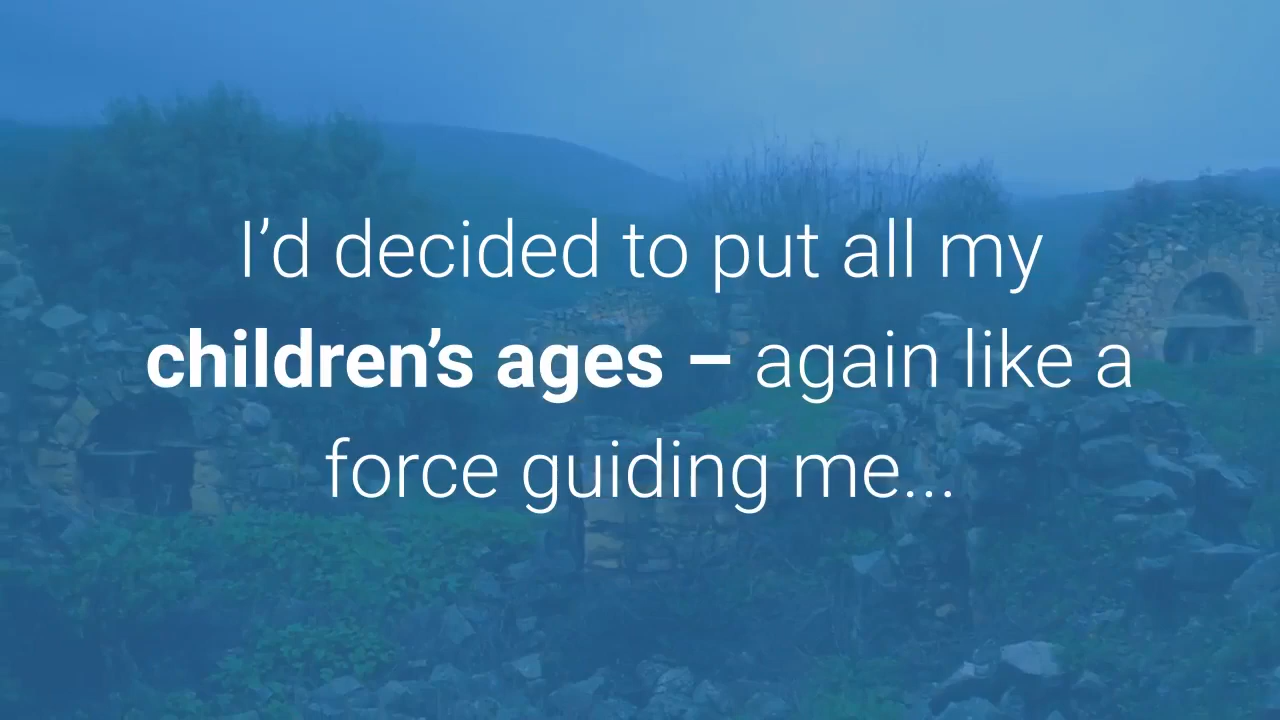 I’d decided to put all my
children’s ages – again like a
force guiding me...